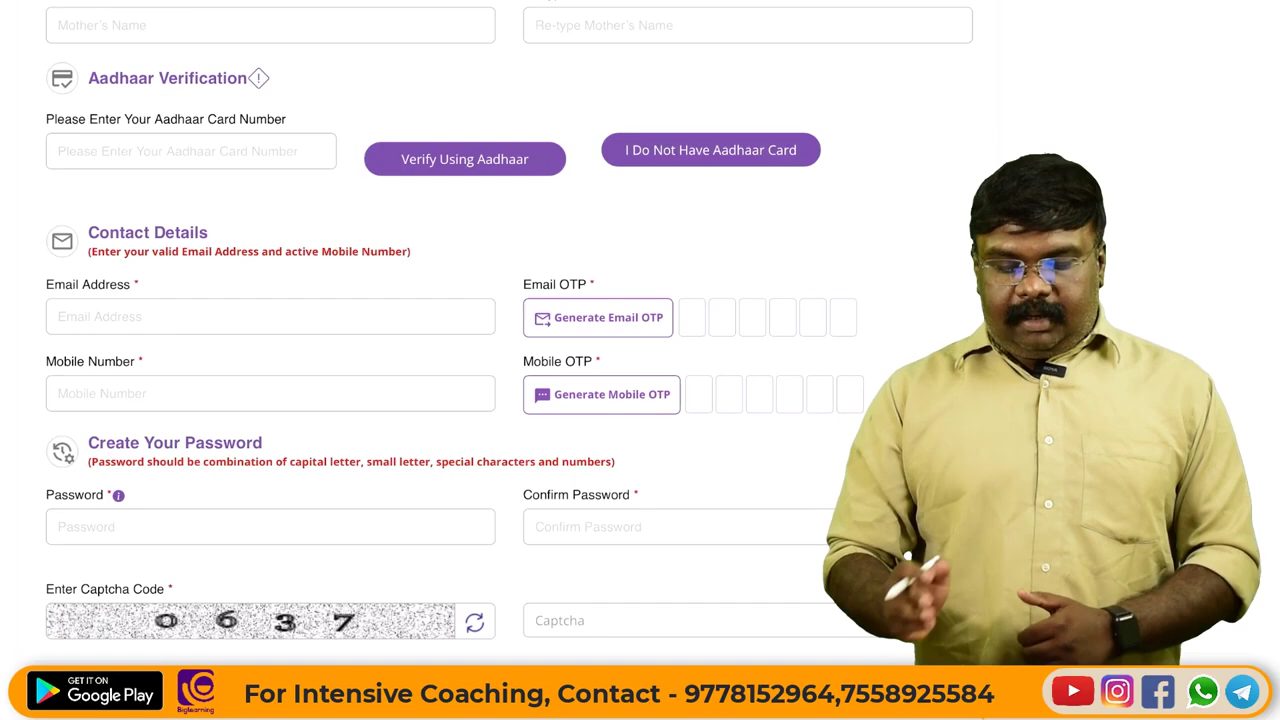 Mother's Name
Re-type Mother's Name
Aadhaar Verification
Please Enter Your Aadhaar Card Number
Please Enter Your Aadhaar Card Number
Verify Using Aadhaar
I Do Not Have Aadhaar Card
Contact Details
(Enter your valid Email Address and active Mobile Number)
Email Address *
Email OTP *
Email Address
Generate Email OTP
Mobile Number *
Mobile OTP *
Mobile Number
Generate Mobile OTP
Create Your Password
(Password should be combination of capital letter, small letter, special characters and numbers)
Password *
Confirm Password *
Password
Confirm Password
Enter Captcha Code *
0 6 3 7
Captcha
GET IT ON
Google Play
Biglearning
For Intensive Coaching, Contact - 9778152964,7558925584